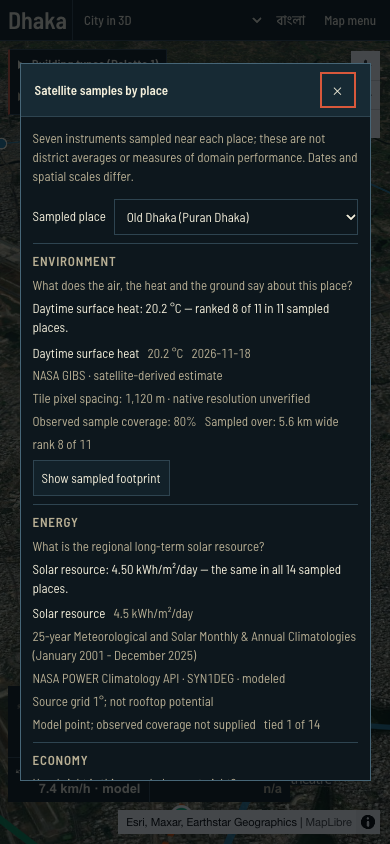 Dhaka City in 3D বাংলা Map menu
Satellite samples by place ×
Seven instruments sampled near each place; these are not
district averages or measures of domain performance. Dates and
spatial scales differ.
Sampled place Old Dhaka (Puran Dhaka)
ENVIRONMENT
What does the air, the heat and the ground say about this place?
Daytime surface heat: 20.2 °C — ranked 8 of 11 in 11 sampled
places.
Daytime surface heat 20.2 °C 2026-11-18
NASA GIBS · satellite-derived estimate
Tile pixel spacing: 1,120 m · native resolution unverified
Observed sample coverage: 80% Sampled over: 5.6 km wide
rank 8 of 11
Show sampled footprint
ENERGY
What is the regional long-term solar resource?
Solar resource: 4.50 kWh/m²/day — the same in all 14 sampled
places.
Solar resource 4.5 kWh/m²/day
25-year Meteorological and Solar Monthly & Annual Climatologies
(January 2001 - December 2025)
NASA POWER Climatology API · SYN1DEG · modeled
Source grid 1°; not rooftop potential
Model point; observed coverage not supplied tied 1 of 14
ECONOMY
7.4 km/h · model n/a
Esri, Maxar, Earthstar Geographics | MapLibre